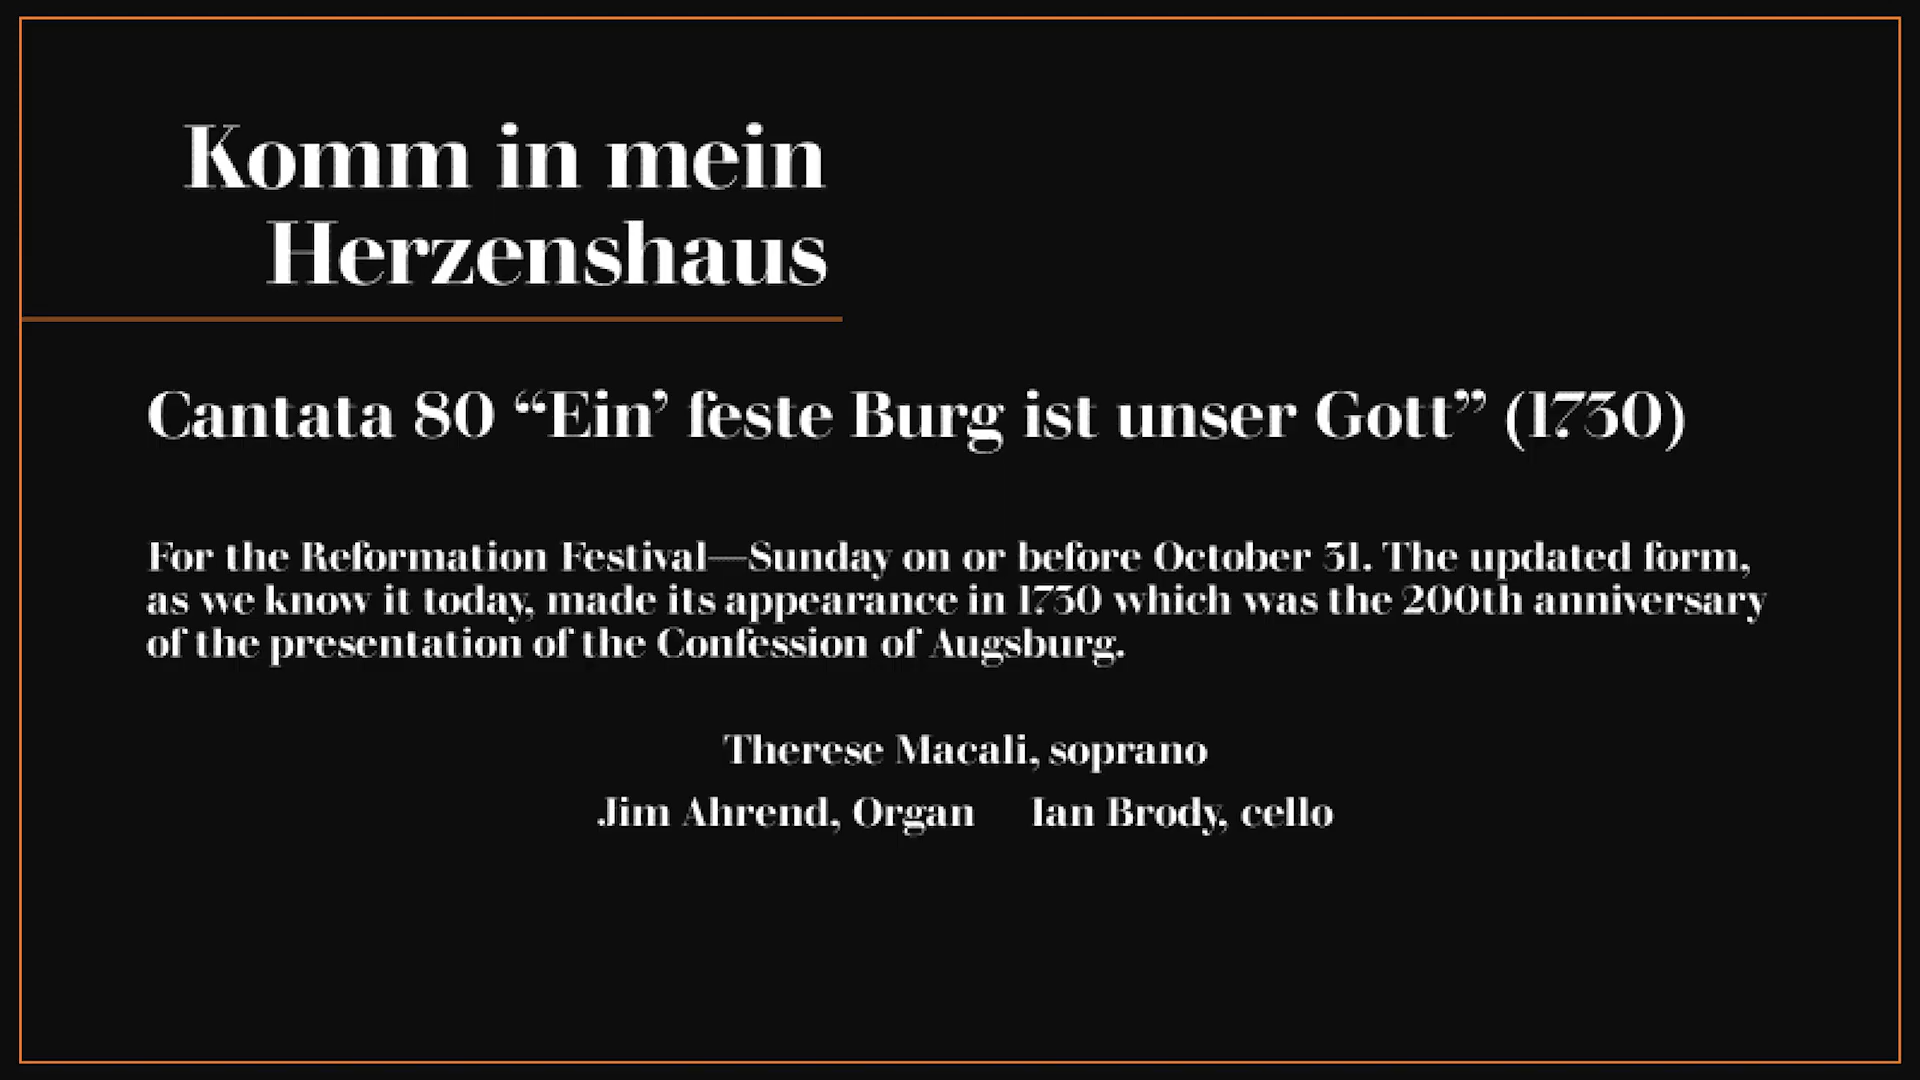 Komm in mein
Herzenshaus
Cantata 80 “Ein’ feste Burg ist unser Gott” (1730)
For the Reformation Festival—Sunday on or before October 31. The updated form,
as we know it today, made its appearance in 1730 which was the 200th anniversary
of the presentation of the Confession of Augsburg.
Therese Macali, soprano
Jim Ahrend, Organ Ian Brody, cello